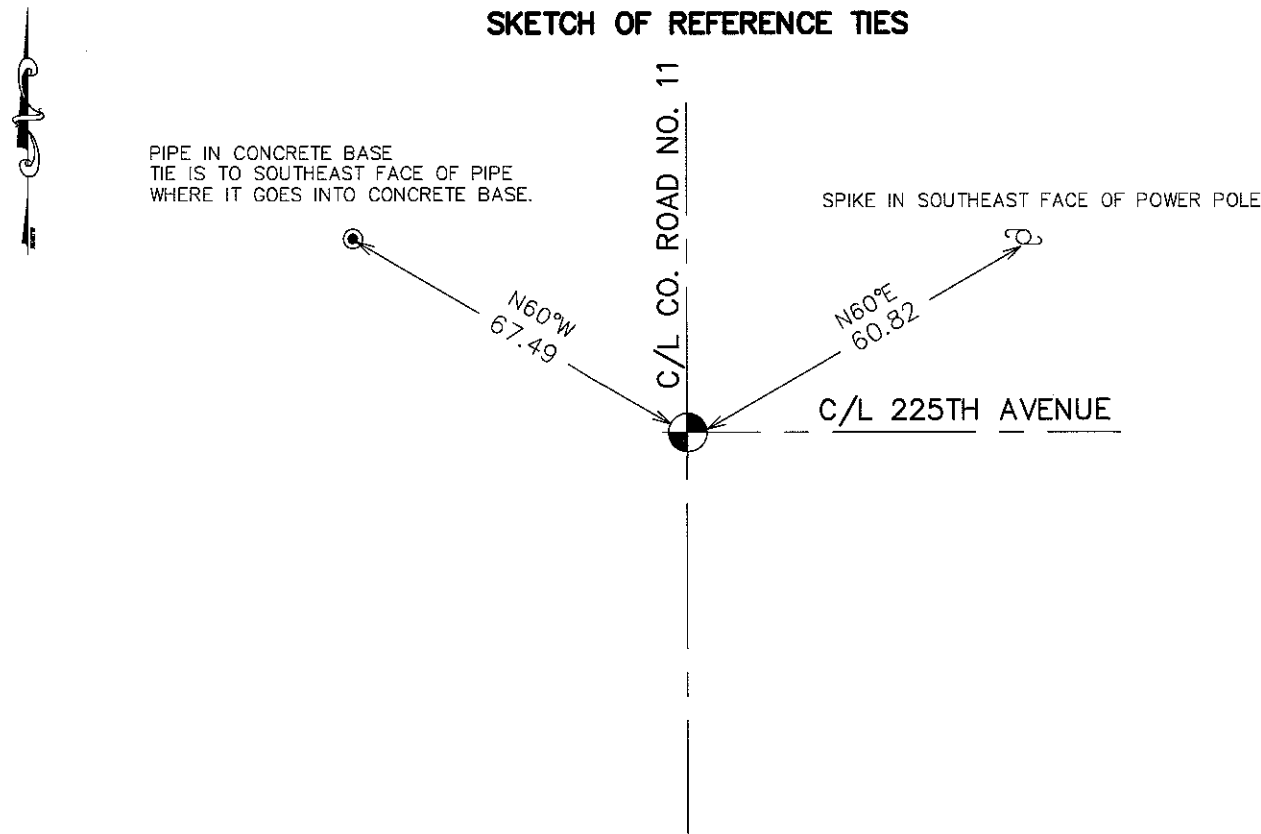 SKETCH OF REFERENCE TIES
C/L CO. ROAD NO. 11
PIPE IN CONCRETE BASE
TIE IS TO SOUTHEAST FACE OF PIPE
WHERE IT GOES INTO CONCRETE BASE.
SPIKE IN SOUTHEAST FACE OF POWER POLE
N60°W
67.49
N60°E
60.82
C/L 225TH AVENUE